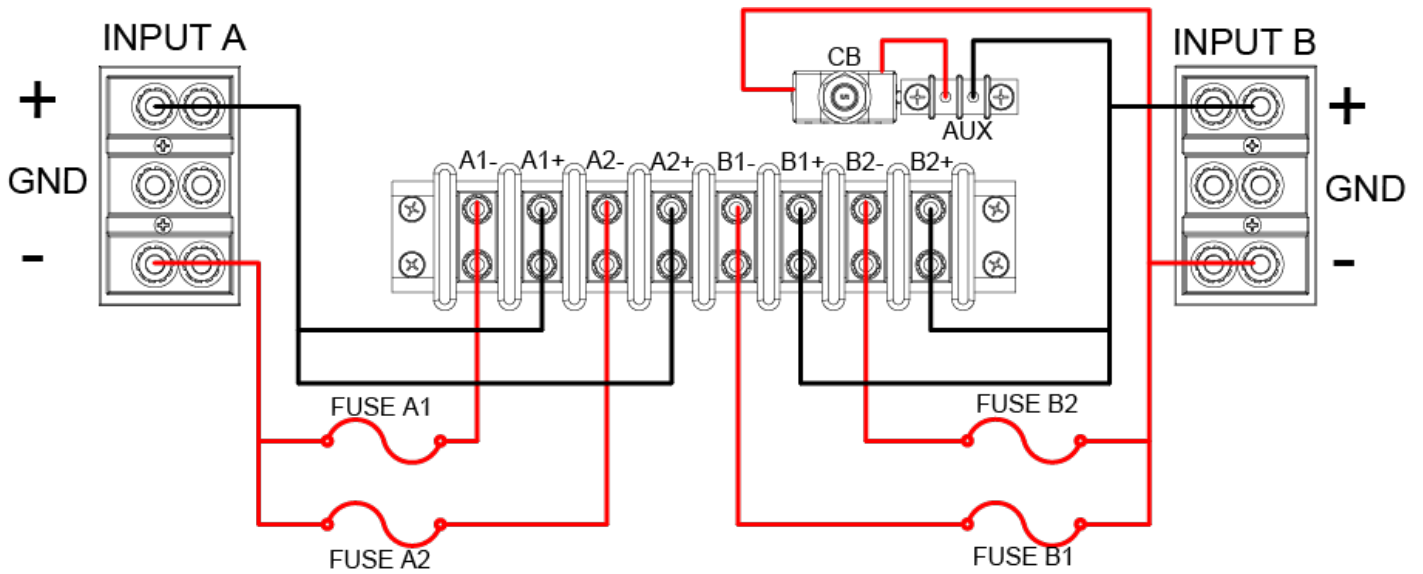 INPUT A
INPUT B
CB
AUX
+
GND
-
+
GND
-
A1- A1+ A2- A2+ B1- B1+ B2- B2+
FUSE A1
FUSE B2
FUSE A2
FUSE B1